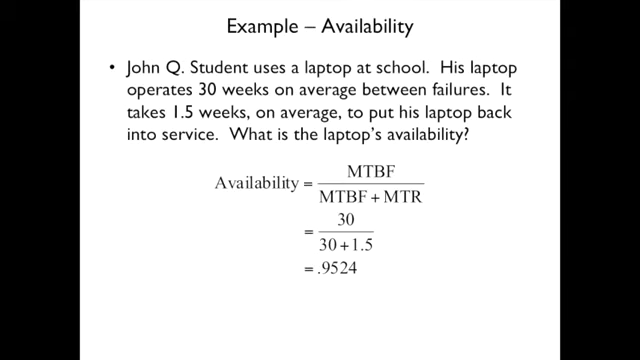 Example – Availability
• John Q. Student uses a laptop at school. His laptop
operates 30 weeks on average between failures. It
takes 1.5 weeks, on average, to put his laptop back
into service. What is the laptop's availability?
Availability = MTBF / MTBF + MTR
= 30 / 30 + 1.5
= .9524